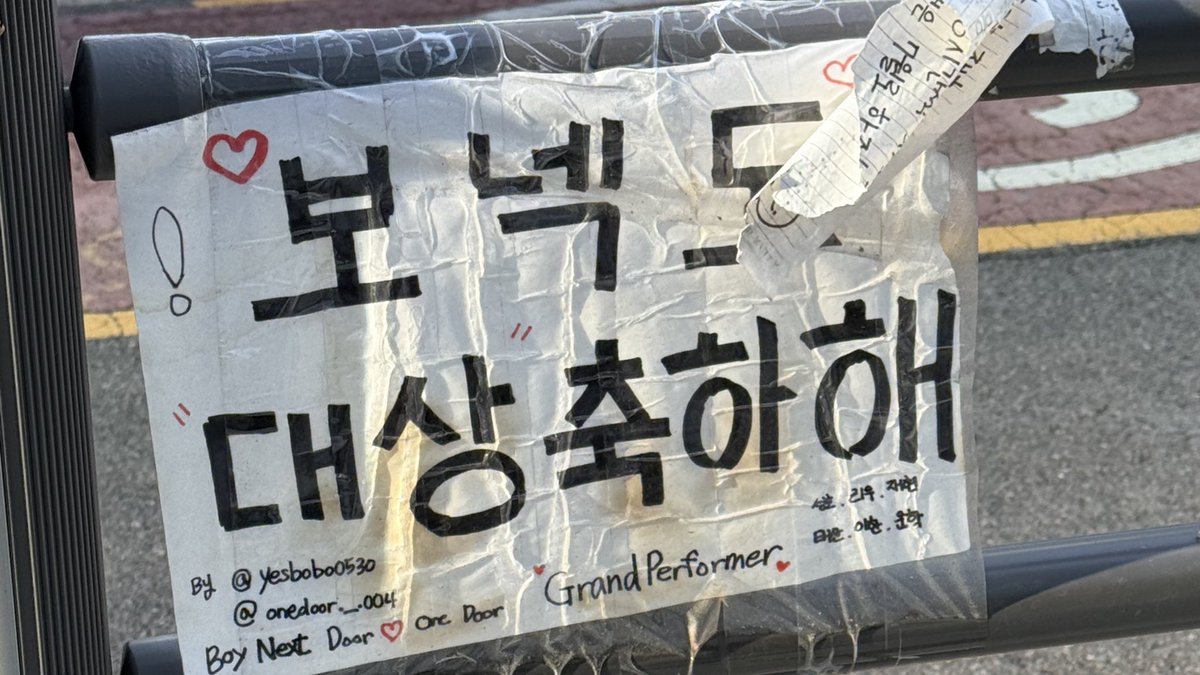 보넥도
대상축하해
성호.리우.재현
태산.이한.운학
By @yesbobo0530
@onedoor._.004
Grand Performer
Boy Next Door One Door